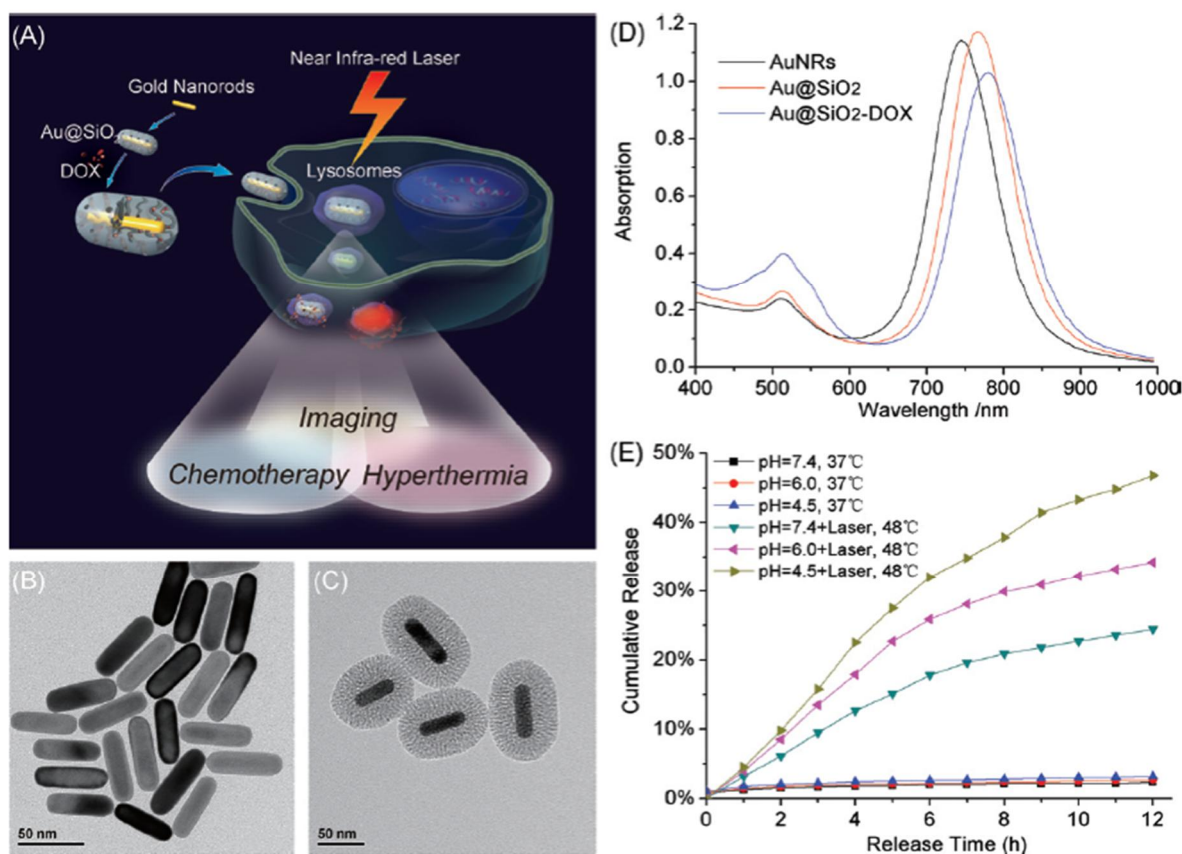 (A)
Near Infra-red Laser
Gold Nanorods
Au@SiO
DOX
Lysosomes
Imaging
Chemotherapy
Hyperthermia
(B)
50 nm
(C)
50 nm
(D)
1.2
1.0
0.8
0.6
0.4
0.2
0.0
Absorption
AuNRs
Au@SiO2
Au@SiO2-DOX
400 500 600 700 800 900 1000
Wavelength /nm
(E)
50%
40%
30%
20%
10%
0%
Cumulative Release
pH=7.4, 37℃
pH=6.0, 37℃
pH=4.5, 37℃
pH=7.4+Laser, 48℃
pH=6.0+Laser, 48℃
pH=4.5+Laser, 48℃
0 2 4 6 8 10 12
Release Time (h)